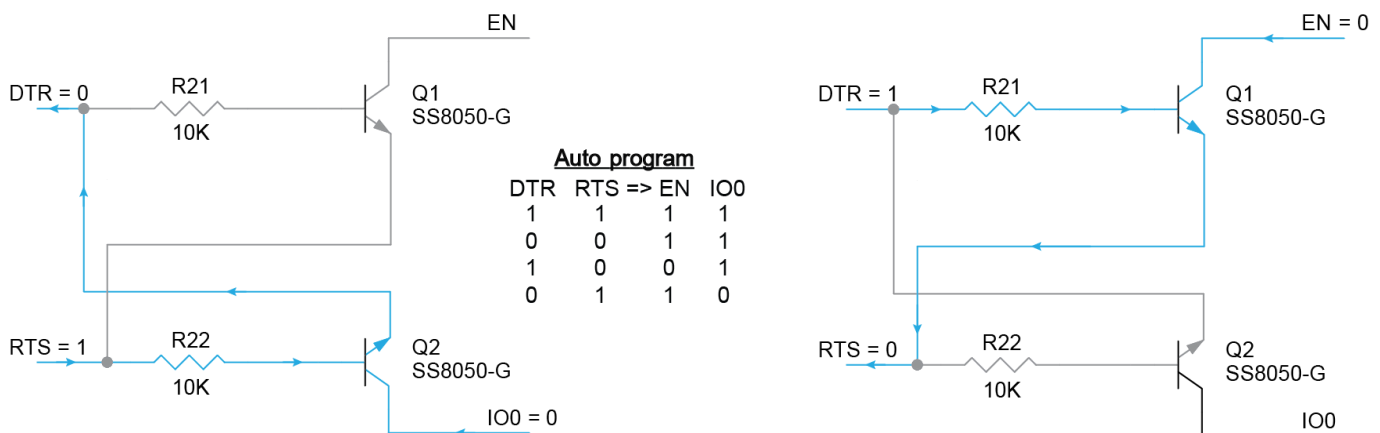 EN
DTR = 0
R21
10K
Q1
SS8050-G
RTS = 1
R22
10K
Q2
SS8050-G
IO0 = 0
Auto program
DTR RTS => EN IO0
1 1 1 1
0 0 1 1
1 0 0 1
0 1 1 0
EN = 0
DTR = 1
R21
10K
Q1
SS8050-G
RTS = 0
R22
10K
Q2
SS8050-G
IO0